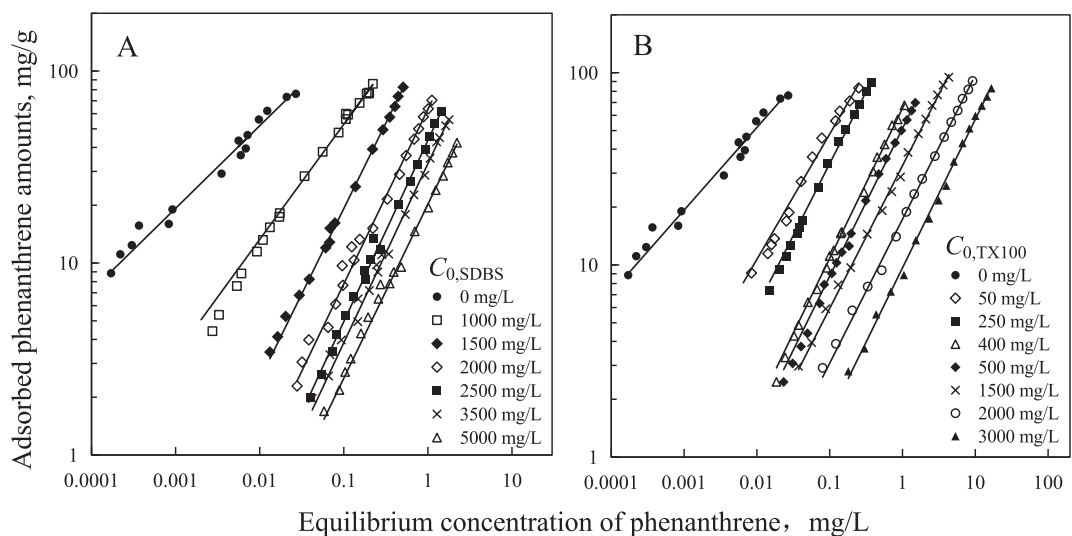 Adsorbed phenanthrene amounts, mg/g
A
100
10
1
0.0001 0.001 0.01 0.1 1 10
C0,SDBS
0 mg/L
1000 mg/L
1500 mg/L
2000 mg/L
2500 mg/L
3500 mg/L
5000 mg/L
B
100
10
1
0.0001 0.001 0.01 0.1 1 10 100
C0,TX100
0 mg/L
50 mg/L
250 mg/L
400 mg/L
500 mg/L
1500 mg/L
2000 mg/L
3000 mg/L
Equilibrium concentration of phenanthrene, mg/L